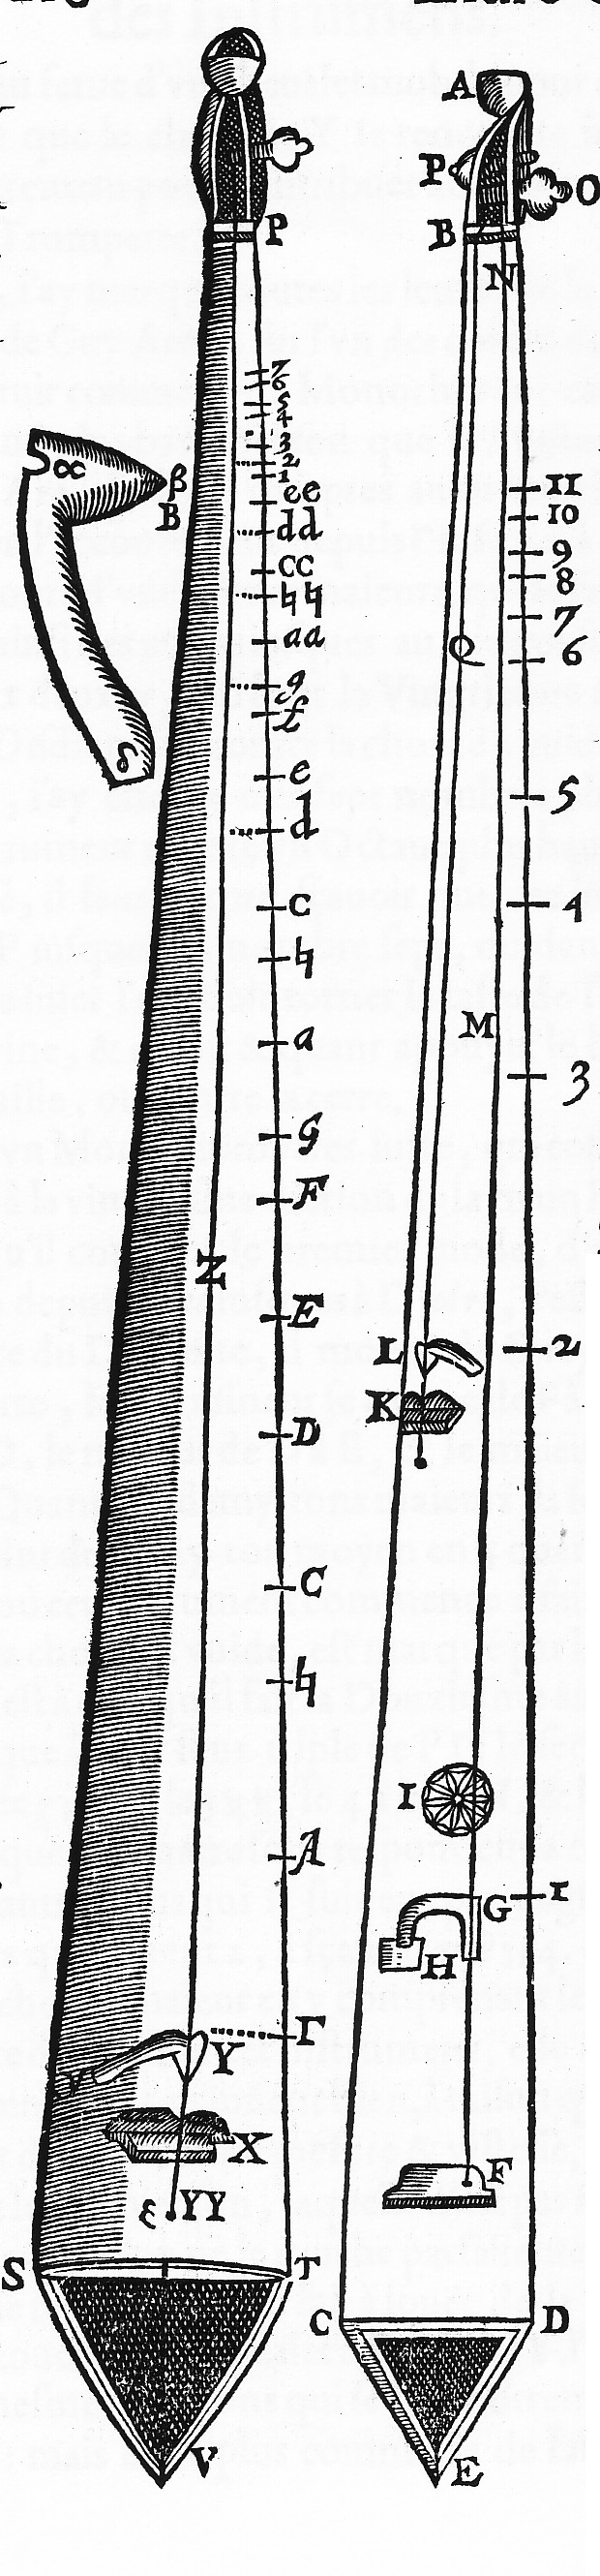 P
7
6
5
4
3
2
1
ee
dd
cc
♮♮
aa
g
f
e
d
c
♮
a
G
F
E
D
C
♮
A
Γ
α
β
B
δ
Z
Y
X
ε YY
S
T
V
A
P
O
B
N
11
10
9
8
7
6
5
4
M
3
2
L
K
I
1
G
H
F
C
D
E